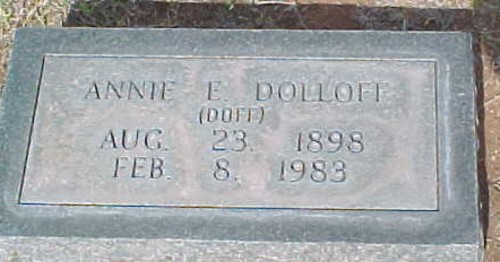 ANNIE E. DOLLOFF
(DOFF)
AUG. 23, 1898
FEB. 8, 1983